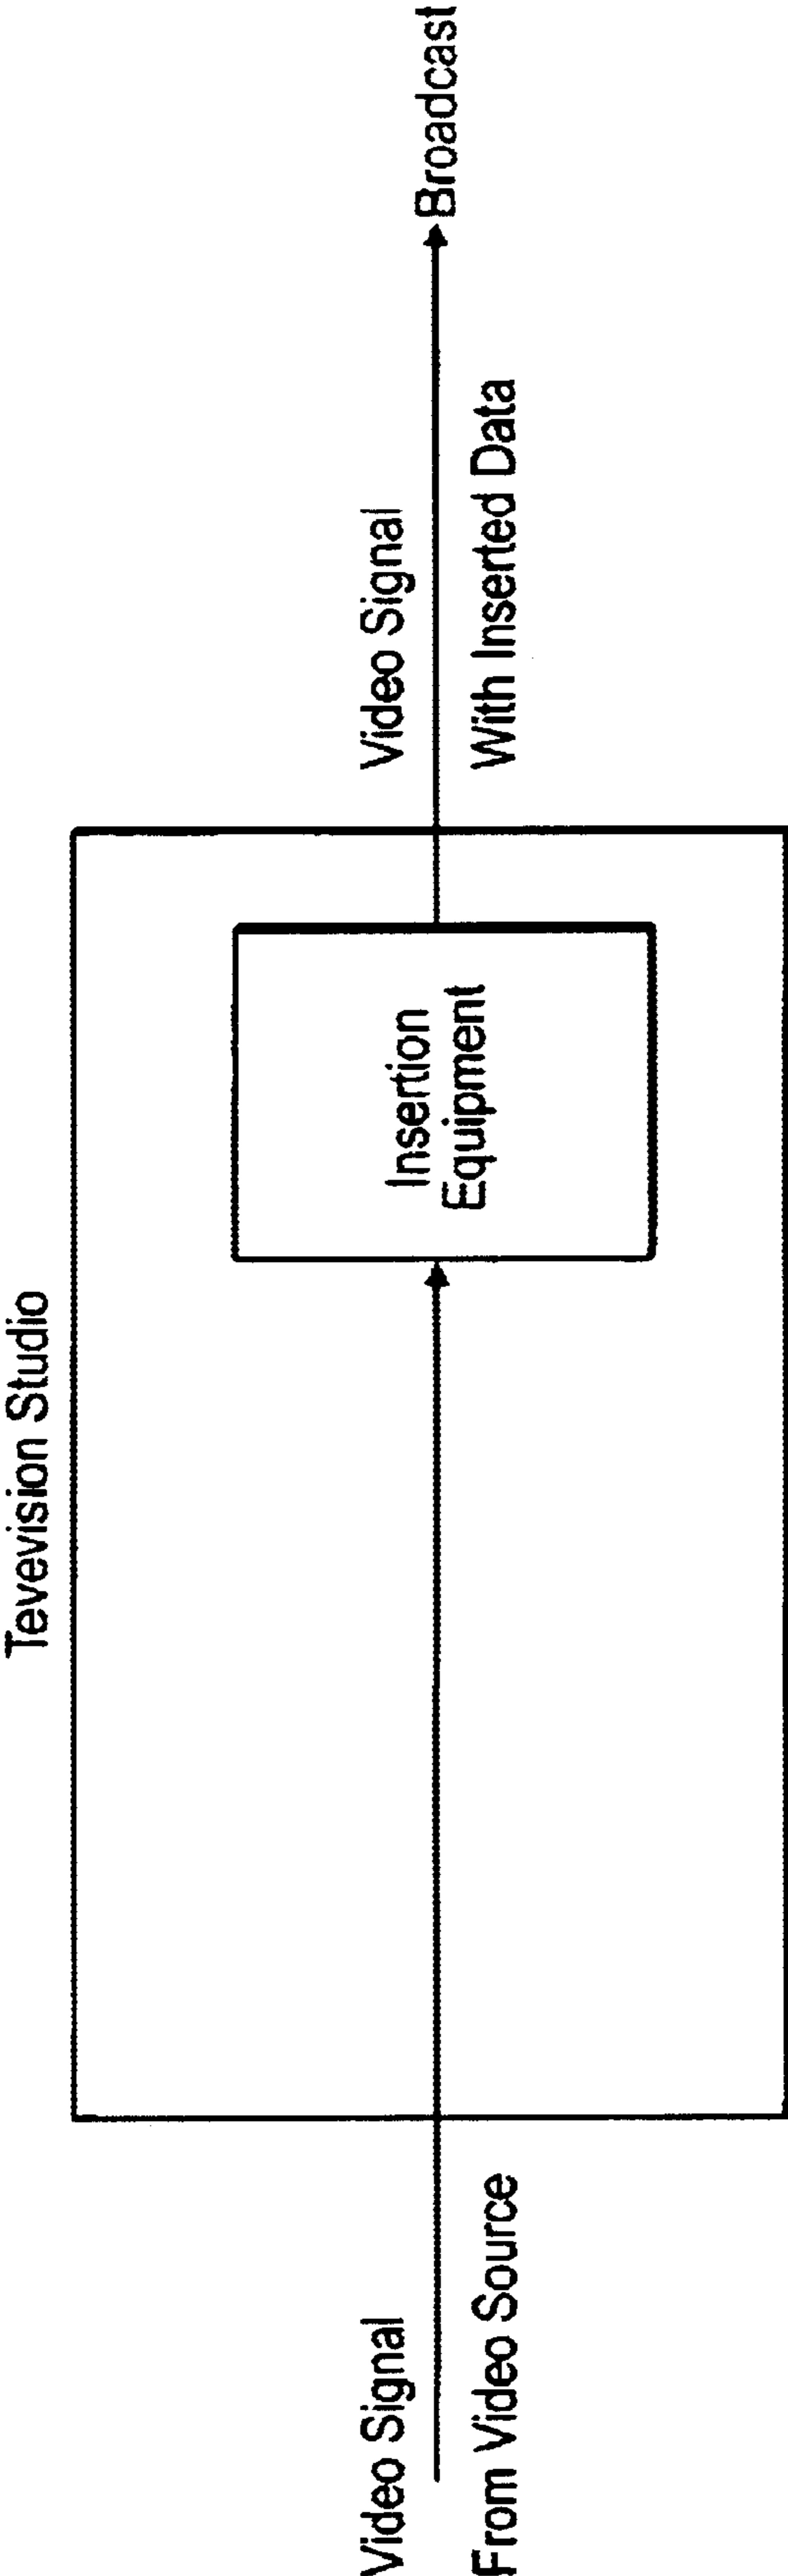 Tevevision Studio
Video Signal
From Video Source
Insertion
Equipment
Video Signal
With Inserted Data
Broadcast